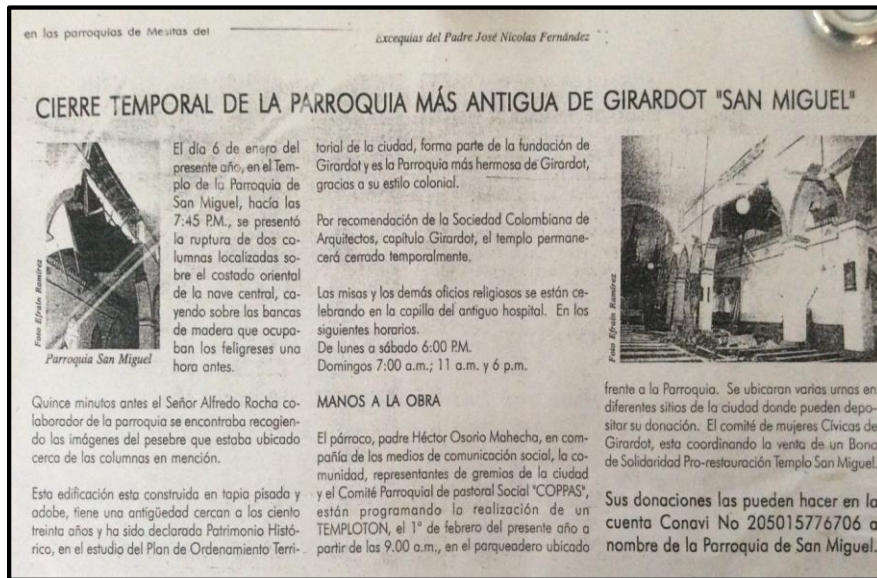 en las parroquias de Mesitas del
Exequias del Padre José Nicolas Fernández
CIERRE TEMPORAL DE LA PARROQUIA MÁS ANTIGUA DE GIRARDOT "SAN MIGUEL"
El día 6 de enero del
presente año, en el Tem-
plo de la Parroquia de
San Miguel, hacía las
7:45 P.M., se presentó
la ruptura de dos co-
lumnas localizadas so-
bre el costado oriental
de la nave central, ca-
yendo sobre las bancas
de madera que ocupa-
ban los feligreses una
hora antes.
Foto Efraín Ramírez
Parroquia San Miguel
Quince minutos antes el Señor Alfredo Rocha co-
laborador de la parroquia se encontraba recogien-
do las imágenes del pesebre que estaba ubicado
cerca de las columnas en mención.
Esta edificación esta construida en tapia pisada y
adobe, tiene una antigüedad cercan a los ciento
treinta años y ha sido declarada Patrimonio Histó-
rico, en el estudio del Plan de Ordenamiento Terri-
torial de la ciudad, forma parte de la fundación de
Girardot y es la Parroquia más hermosa de Girardot,
gracias a su estilo colonial.
Por recomendación de la Sociedad Colombiana de
Arquitectos, capítulo Girardot, el templo permane-
cerá cerrado temporalmente.
Las misas y los demás oficios religiosos se están ce-
lebrando en la capilla del antiguo hospital. En los
siguientes horarios.
De lunes a sábado 6:00 P.M.
Domingos 7:00 a.m.; 11 a.m. y 6 p.m.
MANOS A LA OBRA
El párroco, padre Héctor Osorio Mahecha, en com-
pañía de los medios de comunicación social, la co-
munidad, representantes de gremios de la ciudad
y el Comité Parroquial de pastoral Social "COPPAS",
están programando la realización de un
TEMPLOTON, el 1° de febrero del presente año a
partir de las 9.00 a.m., en el parqueadero ubicado
Foto Efraín Ramírez
frente a la Parroquia. Se ubicaran varias urnas en
diferentes sitios de la ciudad donde pueden depo-
sitar su donación. El comité de mujeres Cívicas de
Girardot, esta coordinando la venta de un Bono
de Solidaridad Pro-restauración Templo San Miguel.
Sus donaciones las pueden hacer en la
cuenta Conavi No 205015776706 a
nombre de la Parroquia de San Miguel.